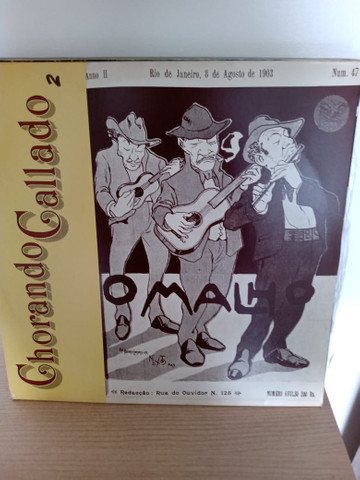 Chorando Callado 2
Anno II Rio de Janeiro, 8 de Agosto de 1903 Num. 47
O MALHO
Redacção: Rua do Ouvidor N. 125